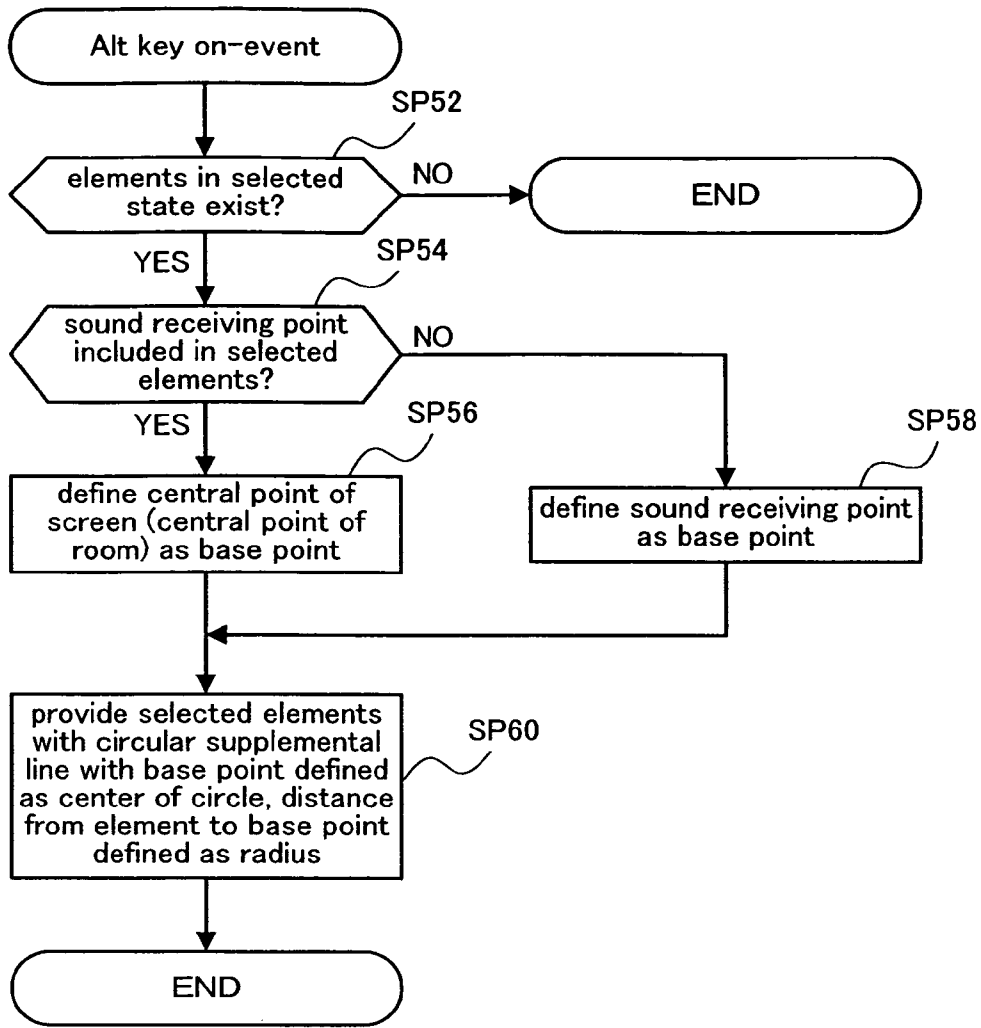 Alt key on-event
SP52
elements in selected
state exist?
NO
END
YES
SP54
sound receiving point
included in selected
elements?
NO
YES
SP56
define central point of
screen (central point of
room) as base point
SP58
define sound receiving point
as base point
provide selected elements
with circular supplemental
line with base point defined
as center of circle, distance
from element to base point
defined as radius
SP60
END